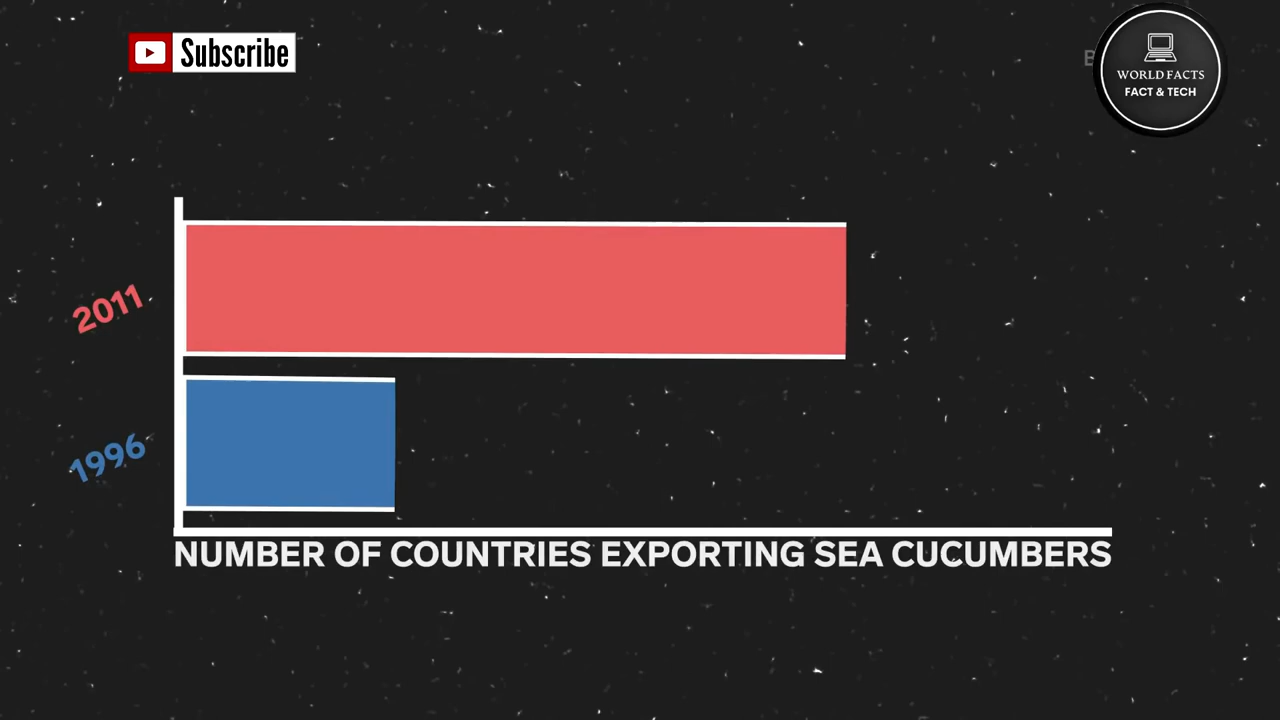 Subscribe
WORLD FACTS
FACT & TECH
2011
1996
NUMBER OF COUNTRIES EXPORTING SEA CUCUMBERS